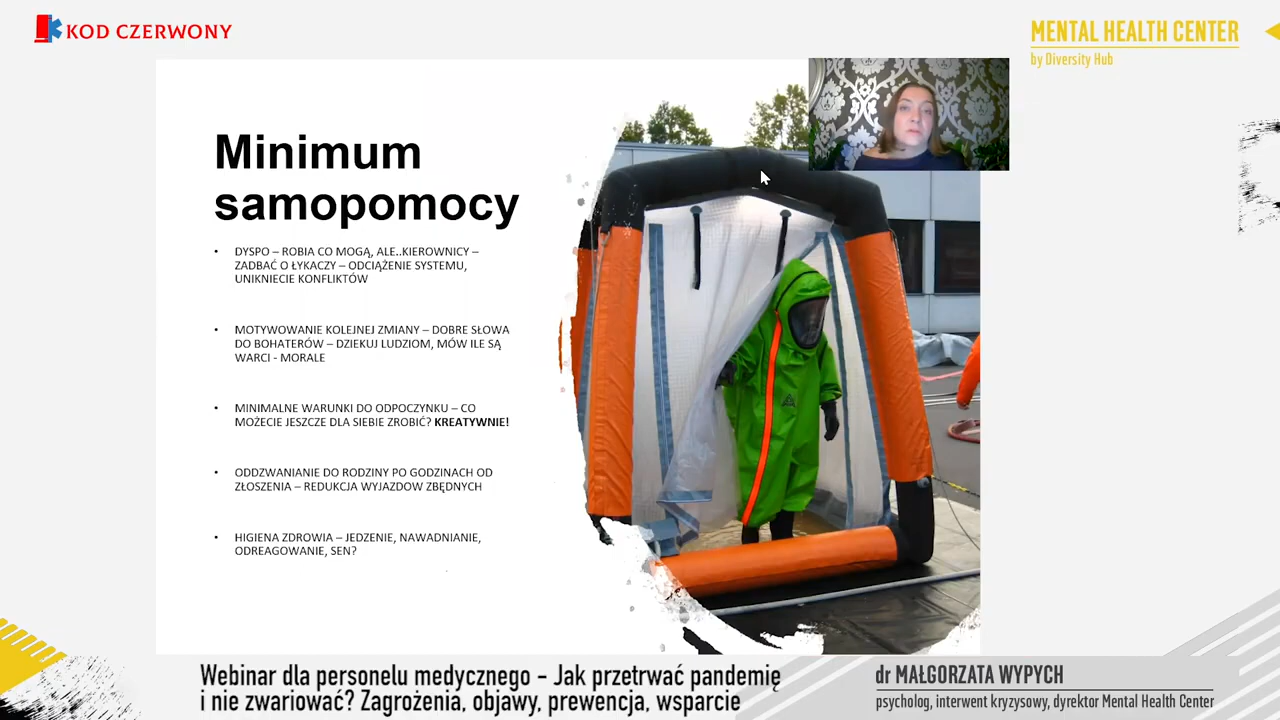 KOD CZERWONY
MENTAL HEALTH CENTER
by Diversity Hub
Minimum
samopomocy
• DYSPO – ROBIA CO MOGĄ, ALE..KIEROWNICY –
ZADBAĆ O ŁYKACZY – ODCIĄŻENIE SYSTEMU,
UNIKNIECIE KONFLIKTÓW
• MOTYWOWANIE KOLEJNEJ ZMIANY – DOBRE SŁOWA
DO BOHATERÓW – DZIEKUJ LUDZIOM, MÓW ILE SĄ
WARCI - MORALE
• MINIMALNE WARUNKI DO ODPOCZYNKU – CO
MOŻECIE JESZCZE DLA SIEBIE ZROBIĆ? KREATYWNIE!
• ODDZWANIANIE DO RODZINY PO GODZINACH OD
ZŁOSZENIA – REDUKCJA WYJAZDOW ZBĘDNYCH
• HIGIENA ZDROWIA – JEDZENIE, NAWADNIANIE,
ODREAGOWANIE, SEN?
Webinar dla personelu medycznego – Jak przetrwać pandemię
i nie zwariować? Zagrożenia, objawy, prewencja, wsparcie
dr MAŁGORZATA WYPYCH
psycholog, interwent kryzysowy, dyrektor Mental Health Center